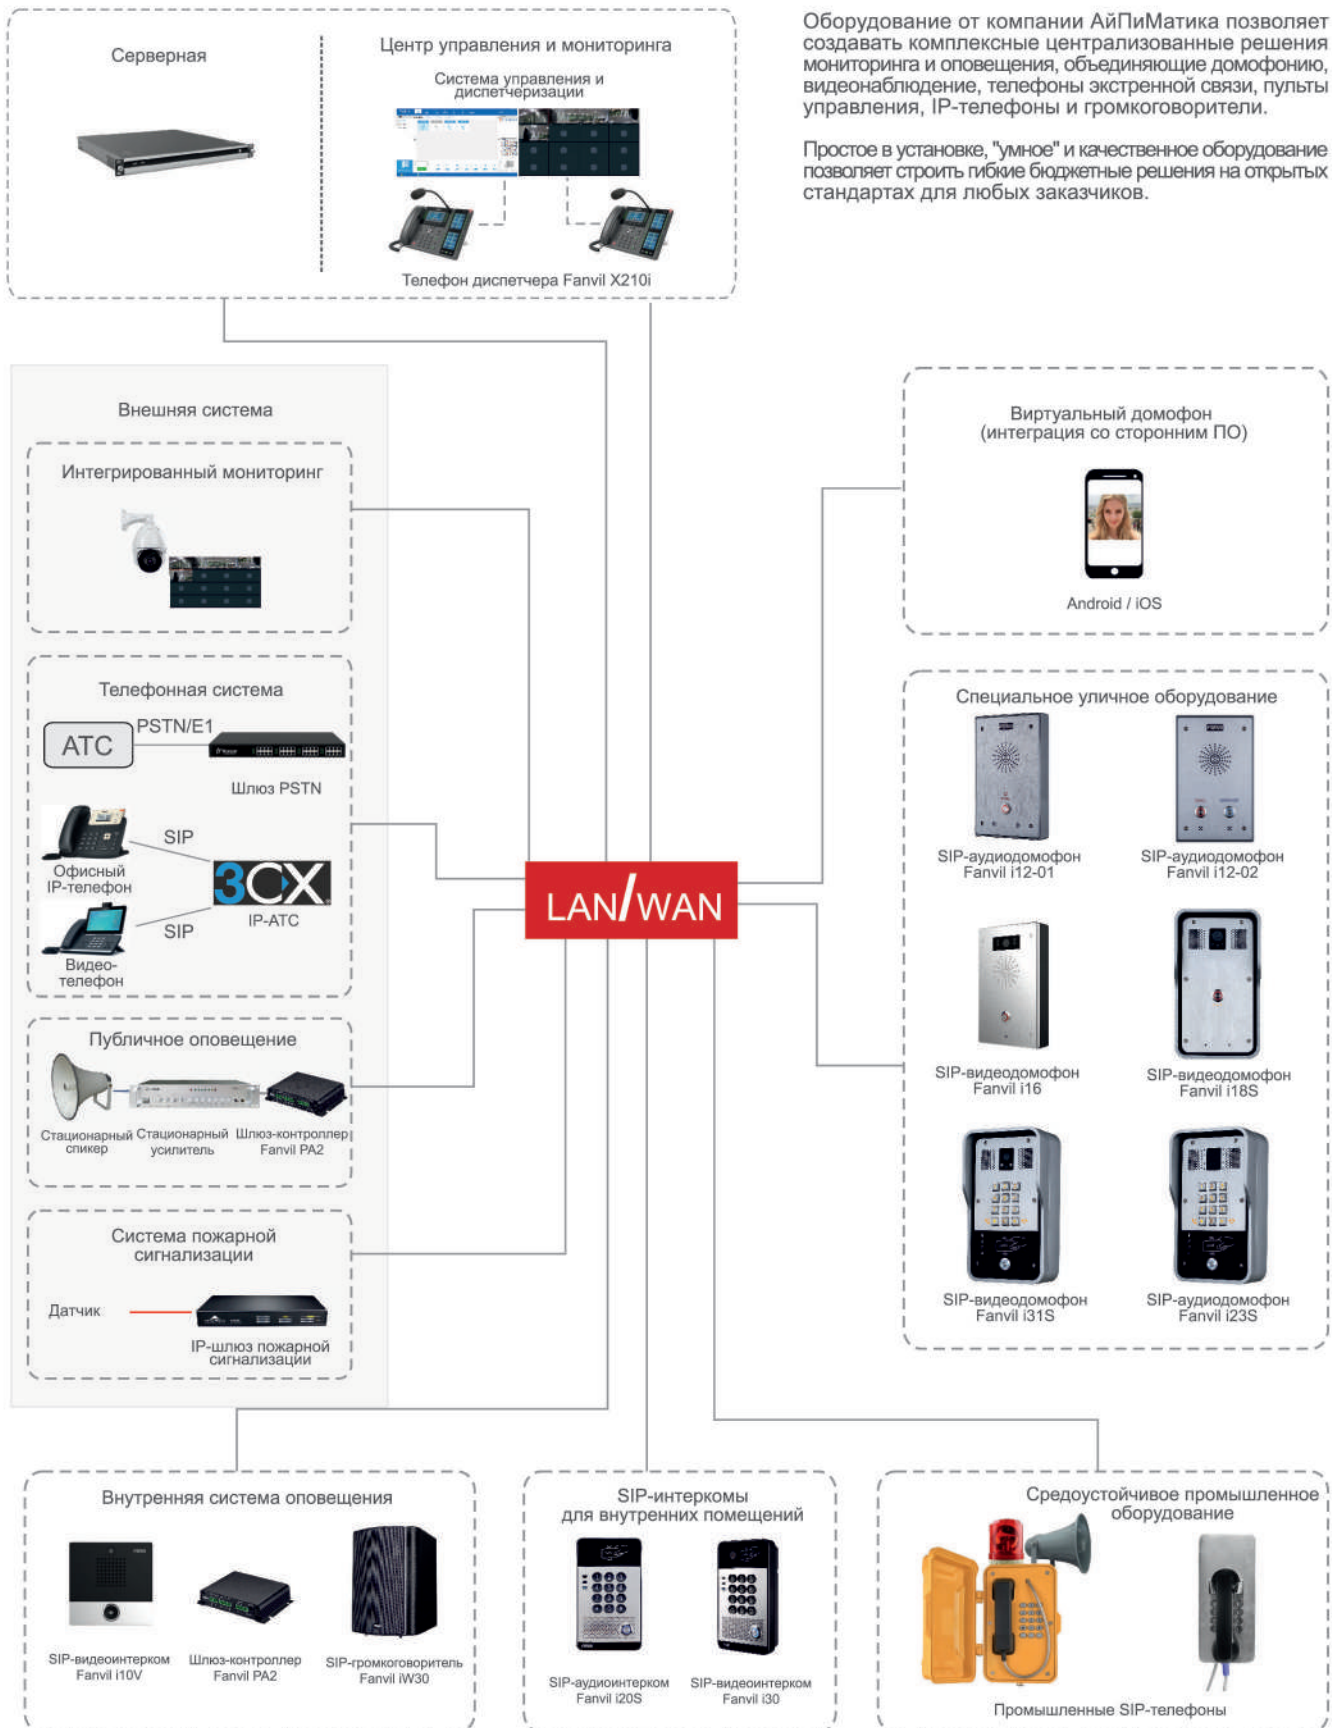 Серверная
Центр управления и мониторинга
Система управления и
диспетчеризации
Телефон диспетчера Fanvil X210i
Оборудование от компании АйПиМатика позволяет
создавать комплексные централизованные решения
мониторинга и оповещения, объединяющие домофонию,
видеонаблюдение, телефоны экстренной связи, пульты
управления, IP-телефоны и громкоговорители.
Простое в установке, "умное" и качественное оборудование
позволяет строить гибкие бюджетные решения на открытых
стандартах для любых заказчиков.
Внешняя система
Интегрированный мониторинг
Телефонная система
АТС
PSTN/E1
Шлюз PSTN
SIP
Офисный
IP-телефон
3CX
IP-АТС
SIP
Видео-
телефон
Публичное оповещение
Стационарный
спикер
Стационарный
усилитель
Шлюз-контроллер
Fanvil PA2
Система пожарной
сигнализации
Датчик
IP-шлюз пожарной
сигнализации
LAN/WAN
Виртуальный домофон
(интеграция со сторонним ПО)
Android / iOS
Специальное уличное оборудование
SIP-аудиодомофон
Fanvil i12-01
SIP-аудиодомофон
Fanvil i12-02
SIP-видеодомофон
Fanvil i16
SIP-видеодомофон
Fanvil i18S
SIP-видеодомофон
Fanvil i31S
SIP-аудиодомофон
Fanvil i23S
Внутренняя система оповещения
SIP-видеоинтерком
Fanvil i10V
Шлюз-контроллер
Fanvil PA2
SIP-громкоговоритель
Fanvil iW30
SIP-интеркомы
для внутренних помещений
SIP-аудиоинтерком
Fanvil i20S
SIP-видеоинтерком
Fanvil i30
Средоустойчивое промышленное
оборудование
Промышленные SIP-телефоны